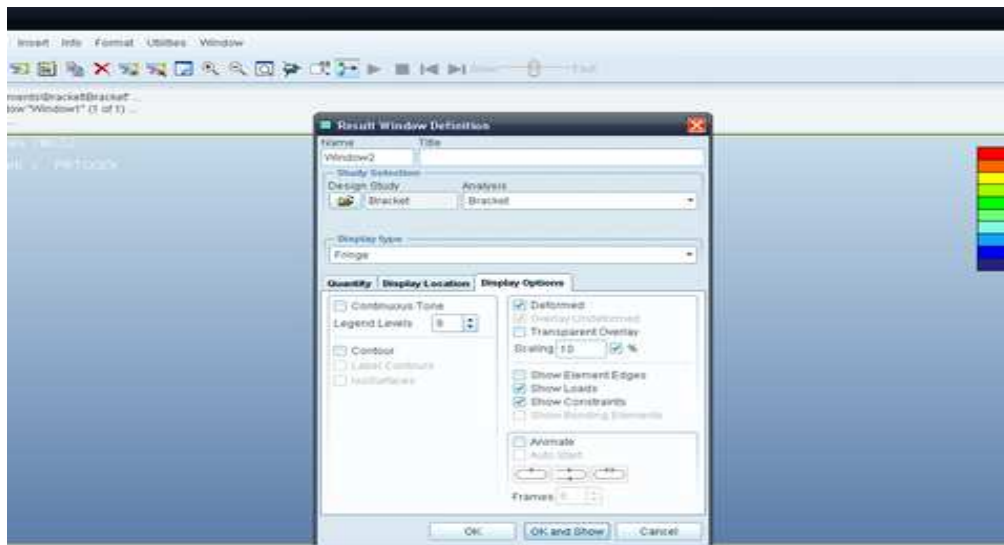 Insert Info Format Utilities Window
Result Window Definition
Name Title
Window2
Study Selection
Design Study Analysis
Bracket Bracket
Display type
Fringe
Quantity Display Location Display Options
Continuous Tone
Legend Levels 9
Contour
Label Contours
IsoSurfaces
Deformed
Overlay Undeformed
Transparent Overlay
Scaling 10 %
Show Element Edges
Show Loads
Show Constraints
Show Bonding Elements
Animate
Auto Start
Frames 8
OK OK and Show Cancel